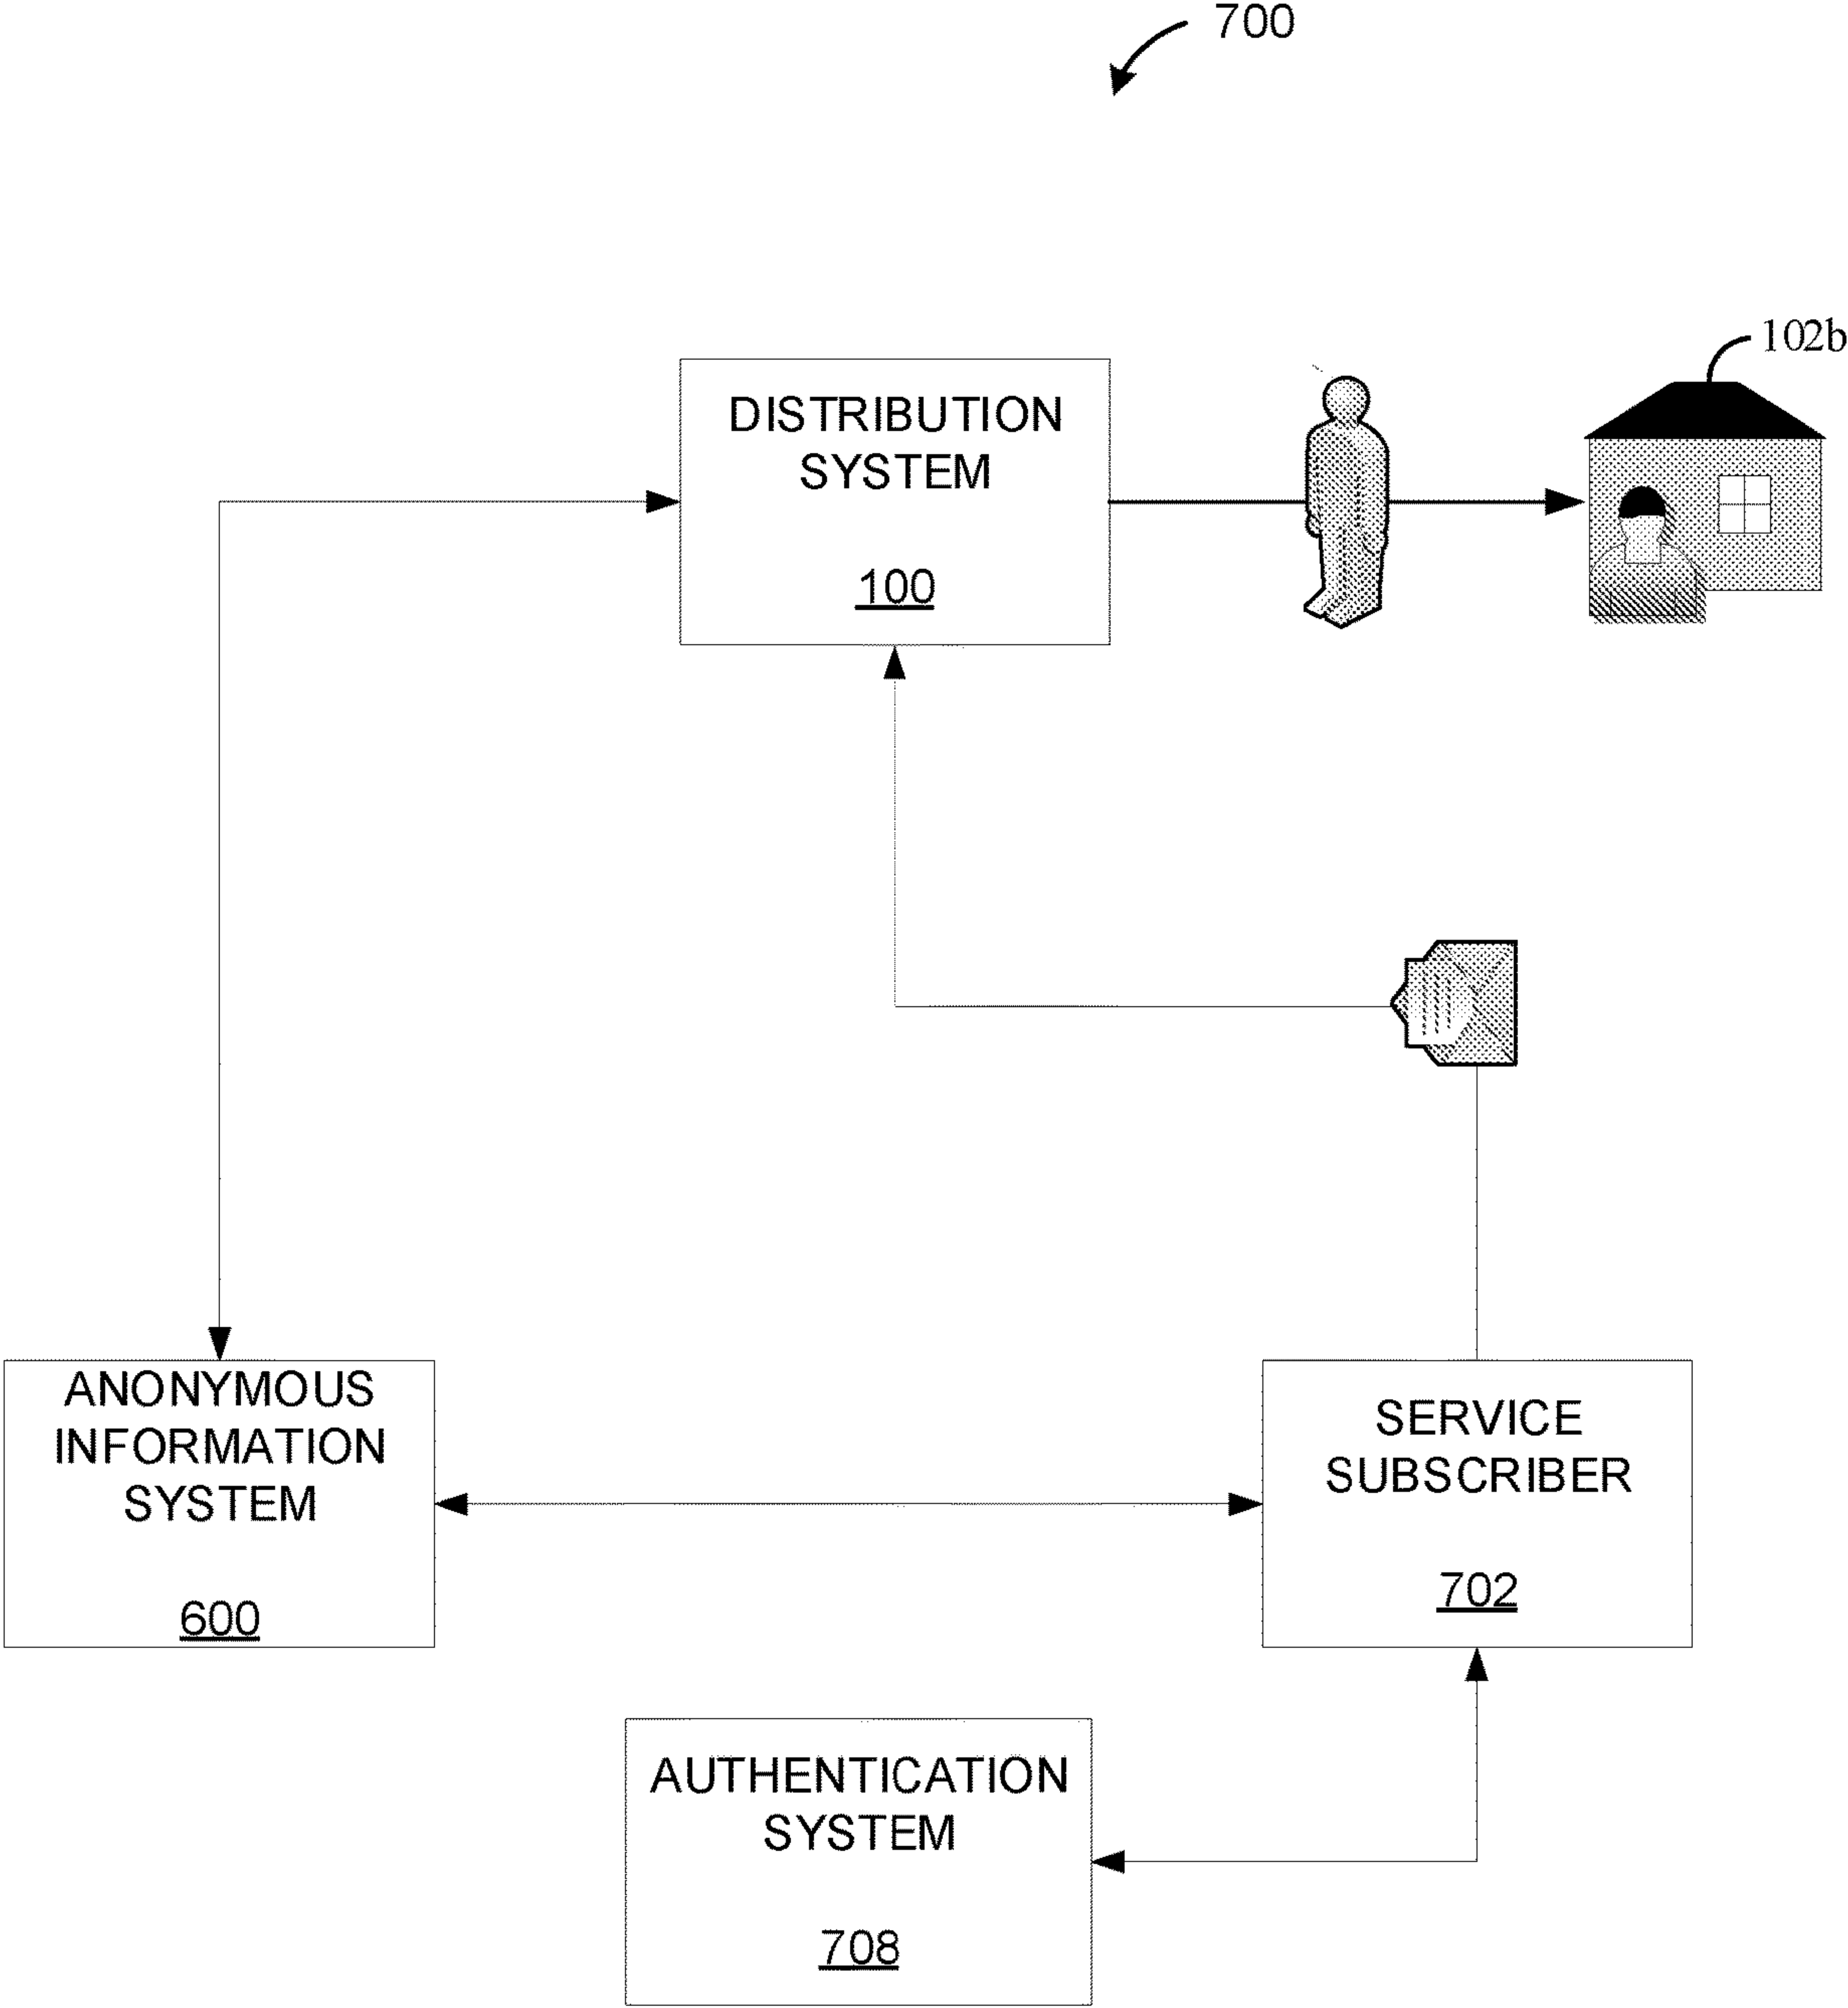 700
102b
DISTRIBUTION
SYSTEM
100
ANONYMOUS
INFORMATION
SYSTEM
600
SERVICE
SUBSCRIBER
702
AUTHENTICATION
SYSTEM
708